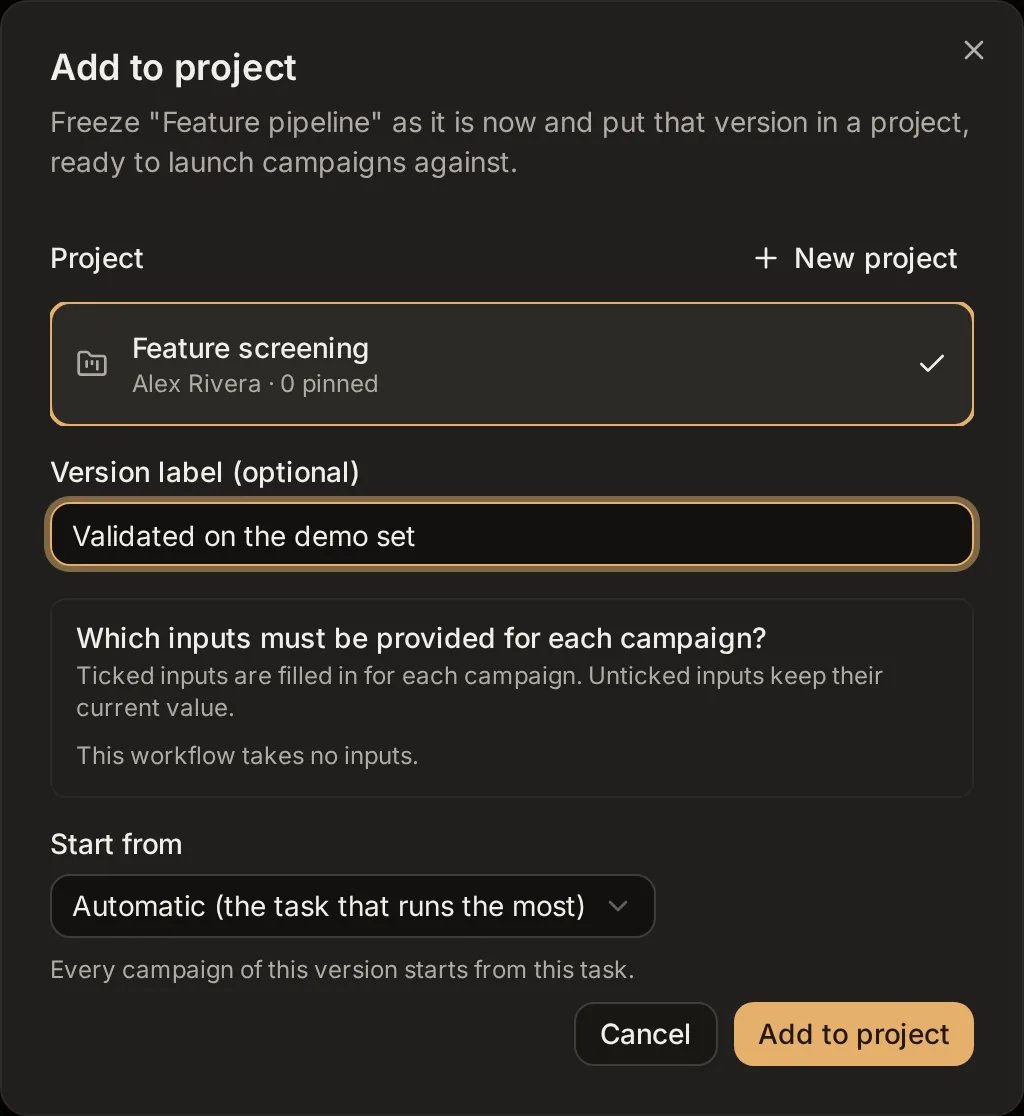 Add to project
Freeze "Feature pipeline" as it is now and put that version in a project,
ready to launch campaigns against.
Project
New project
Feature screening
Alex Rivera · 0 pinned
Version label (optional)
Validated on the demo set
Which inputs must be provided for each campaign?
Ticked inputs are filled in for each campaign. Unticked inputs keep their
current value.
This workflow takes no inputs.
Start from
Automatic (the task that runs the most)
Every campaign of this version starts from this task.
Cancel
Add to project